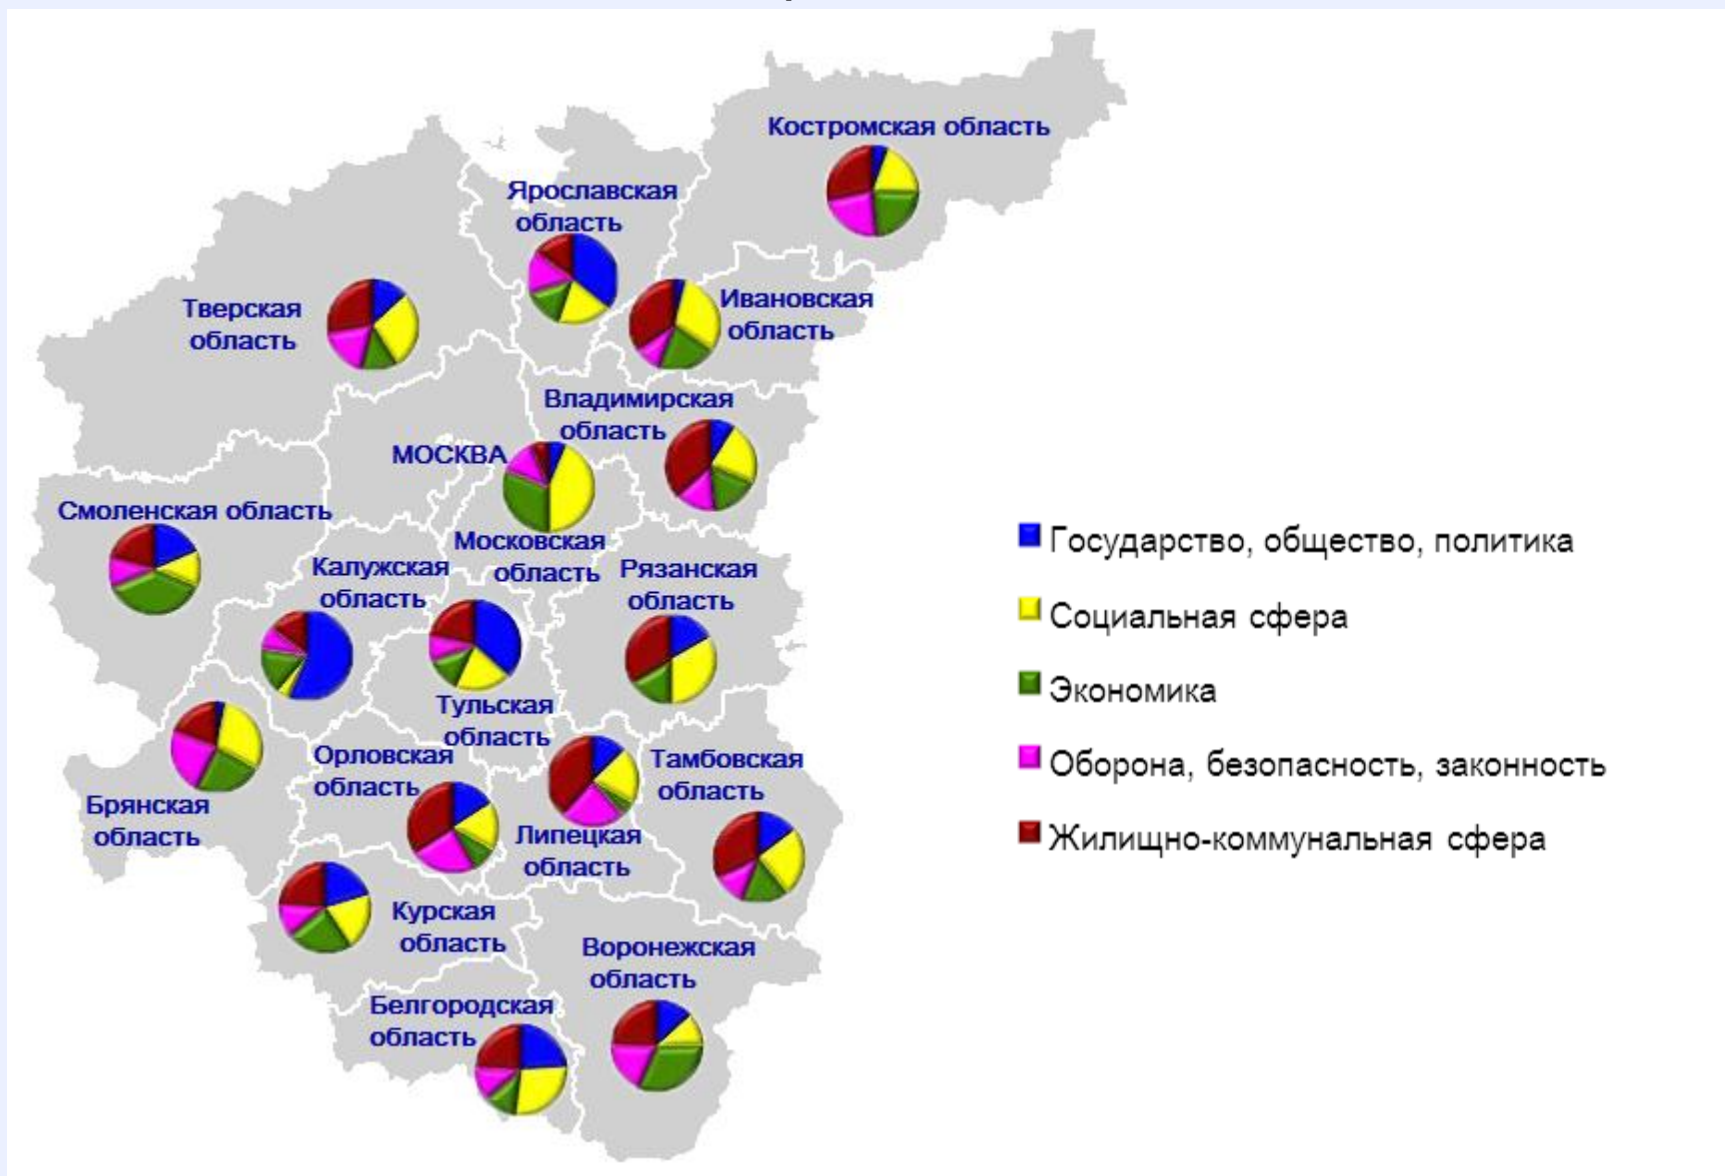 Костромская область
Ярославская
область
Ивановская
область
Тверская
область
Владимирская
область
МОСКВА
Смоленская область
Московская
область
Калужская
область
Рязанская
область
Тульская
область
Орловская
область
Тамбовская
область
Брянская
область
Липецкая
область
Курская
область
Воронежская
область
Белгородская
область
Государство, общество, политика
Социальная сфера
Экономика
Оборона, безопасность, законность
Жилищно-коммунальная сфера